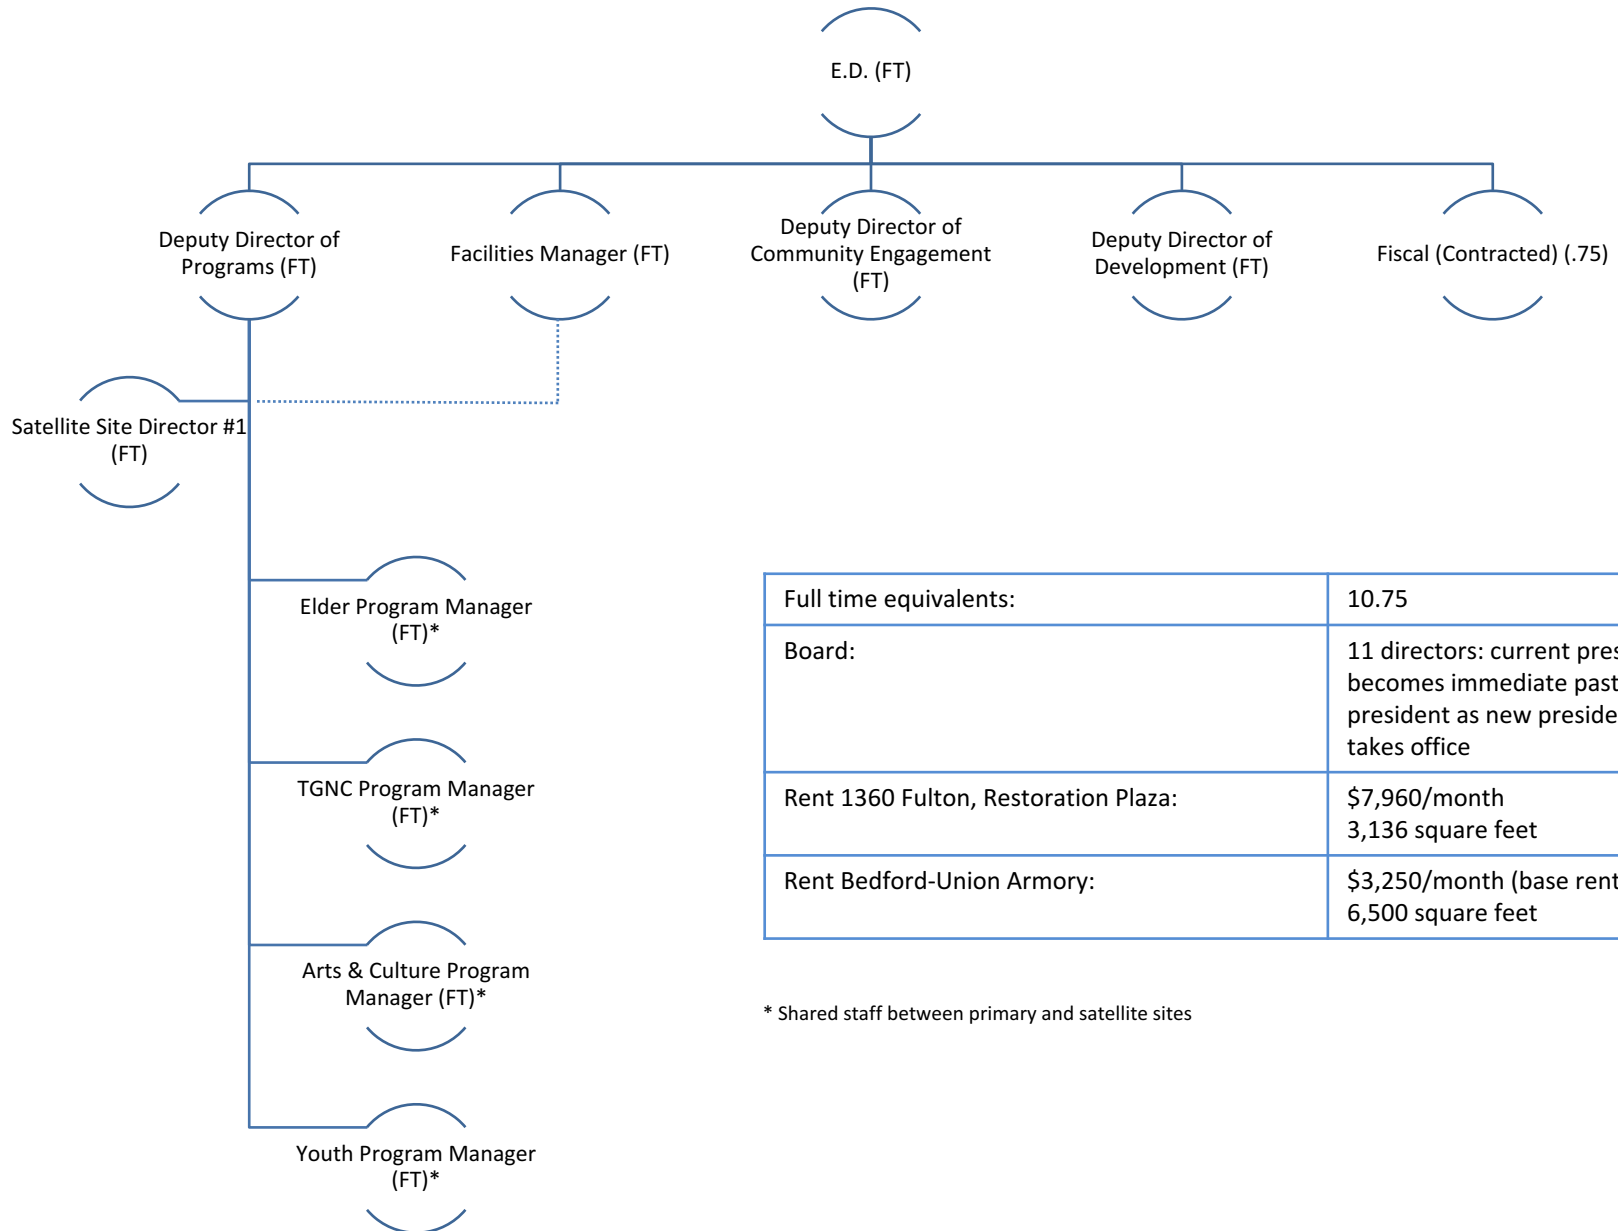 E.D. (FT)
Deputy Director of
Programs (FT)
Facilities Manager (FT)
Deputy Director of
Community Engagement
(FT)
Deputy Director of
Development (FT)
Fiscal (Contracted) (.75)
Satellite Site Director #1
(FT)
Elder Program Manager
(FT)*
TGNC Program Manager
(FT)*
Arts & Culture Program
Manager (FT)*
Youth Program Manager
(FT)*
Full time equivalents:
10.75
Board:
11 directors: current
becomes immediate past
president as new
takes office
Rent 1360 Fulton, Restoration Plaza:
$7,960/month
3,136 square feet
Rent Bedford-Union Armory:
$3,250/month (base rent
6,500 square feet
* Shared staff between primary and satellite sites